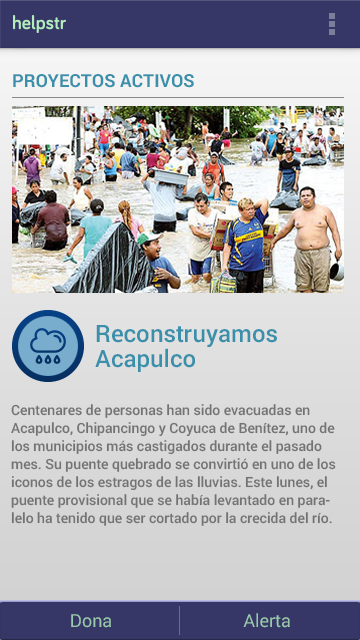 helpstr
PROYECTOS ACTIVOS
Reconstruyamos
Acapulco
Centenares de personas han sido evacuadas en
Acapulco, Chipancingo y Coyuca de Benítez, uno de
los municipios más castigados durante el pasado
mes. Su puente quebrado se convirtió en uno de los
iconos de los estragos de las lluvias. Este lunes, el
puente provisional que se había levantado en para-
lelo ha tenido que ser cortado por la crecida del río.
Dona
Alerta